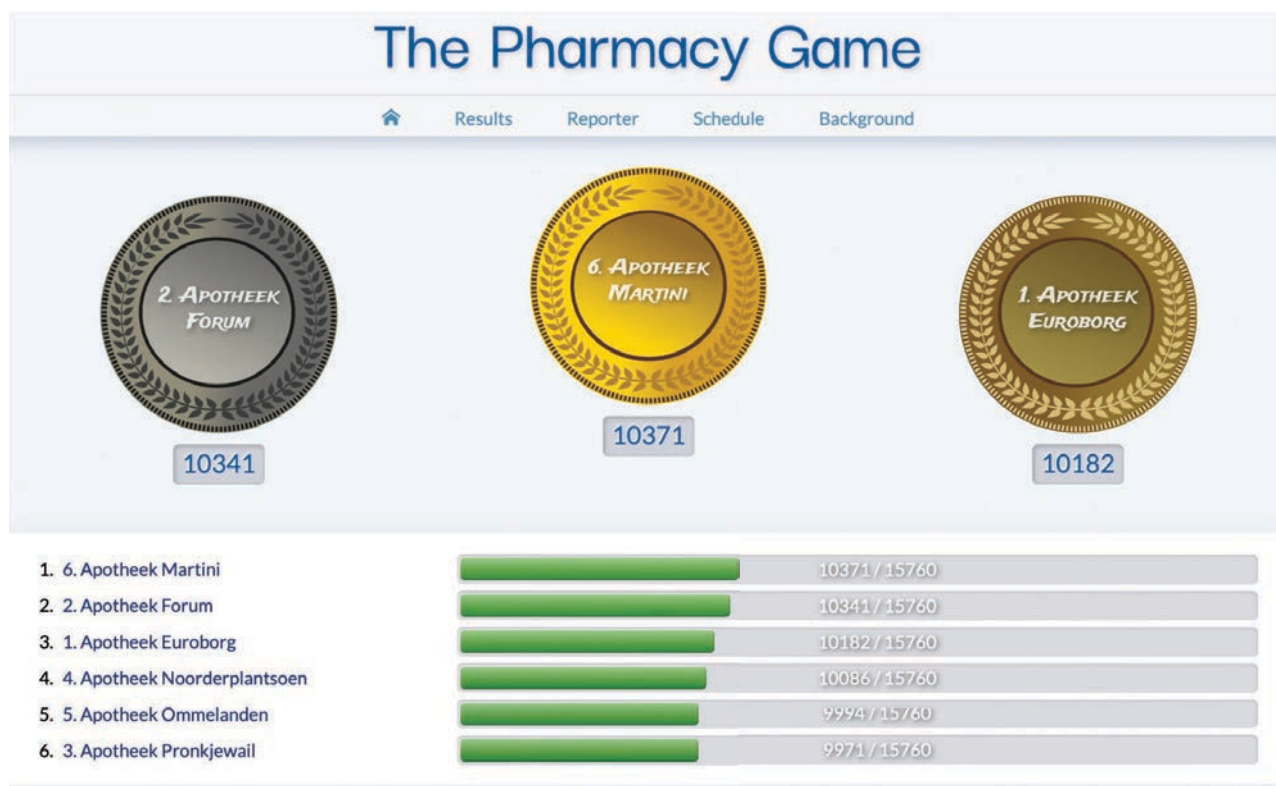 The Pharmacy Game
Results Reporter Schedule Background
2. Apotheek
Forum
10341
6. Apotheek
Martini
10371
1. Apotheek
Euroborg
10182
1. 6. Apotheek Martini 10371 / 15760
2. 2. Apotheek Forum 10341 / 15760
3. 1. Apotheek Euroborg 10182 / 15760
4. 4. Apotheek Noorderplantsoen 10086 / 15760
5. 5. Apotheek Ommelanden 9994 / 15760
6. 3. Apotheek Pronkjewail 9971 / 15760